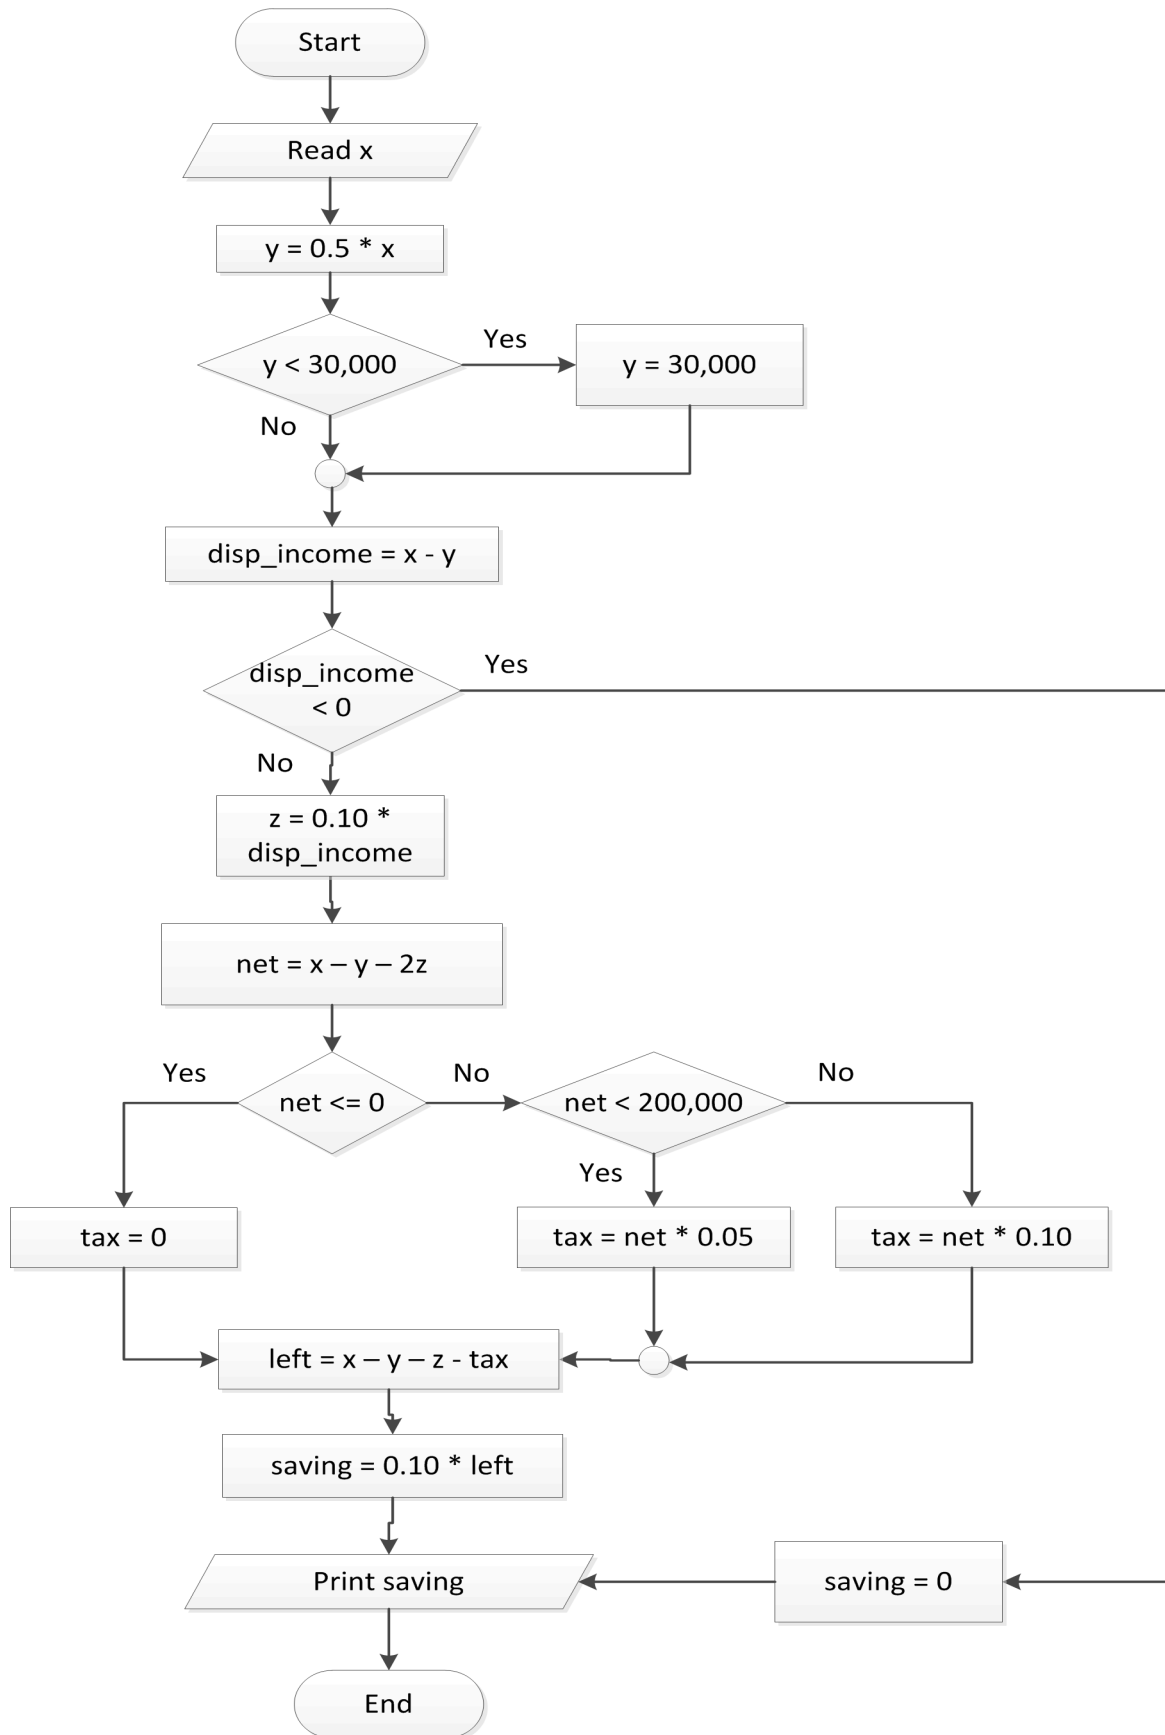 Start
Read x
y = 0.5 * x
y < 30,000
Yes
y = 30,000
No
disp_income = x - y
disp_income
< 0
Yes
No
z = 0.10 *
disp_income
net = x – y – 2z
Yes
net <= 0
No
net < 200,000
No
Yes
tax = 0
tax = net * 0.05
tax = net * 0.10
left = x – y – z - tax
saving = 0.10 * left
Print saving
saving = 0
End